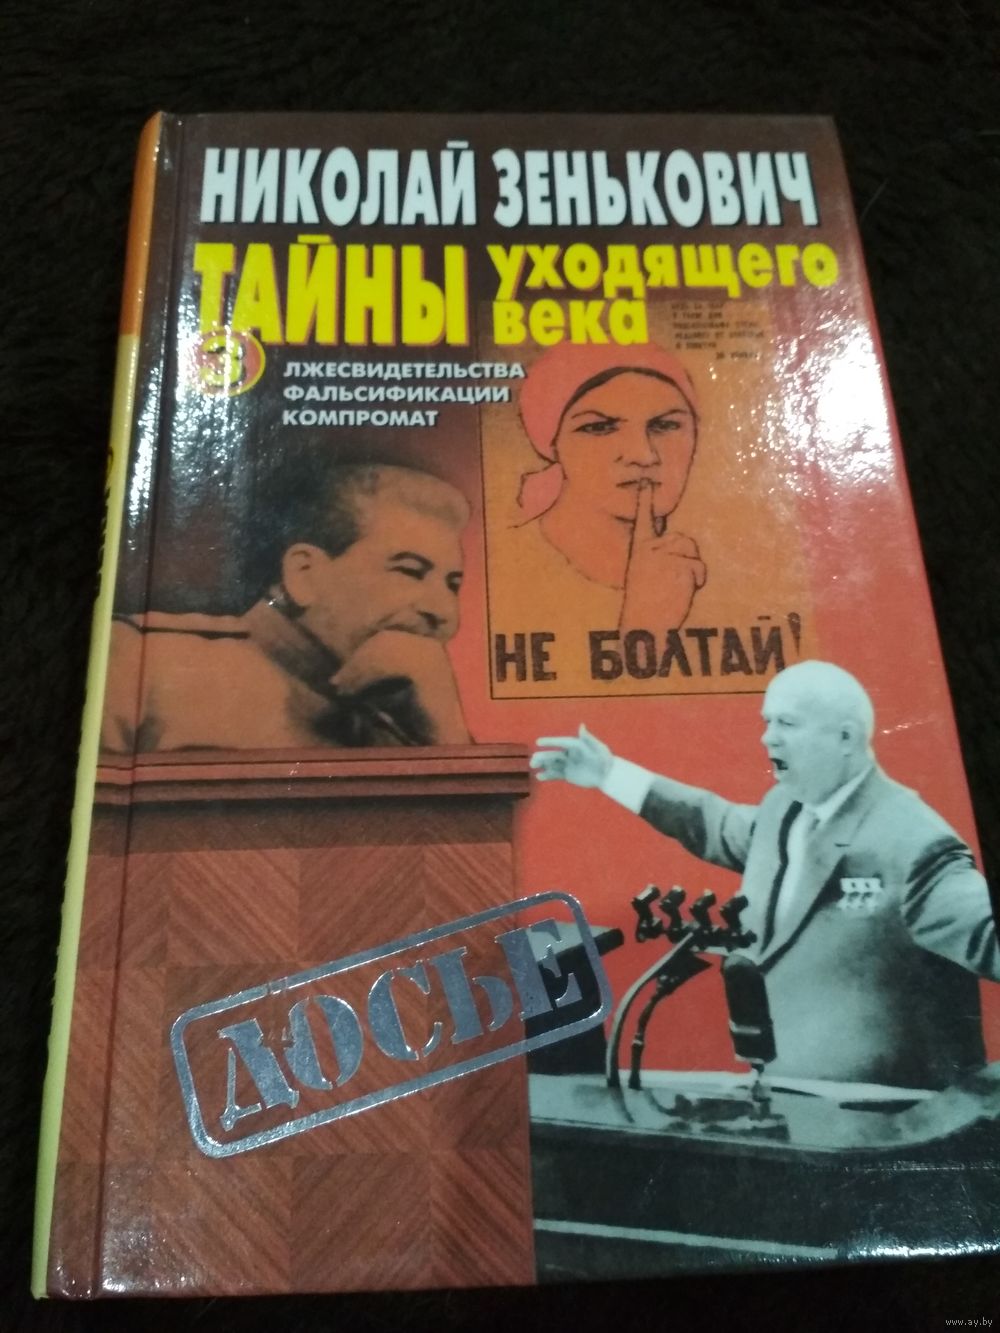 НИКОЛАЙ ЗЕНЬКОВИЧ
ТАЙНЫ уходящего
века
3
ЛЖЕСВИДЕТЕЛЬСТВА
ФАЛЬСИФИКАЦИИ
КОМПРОМАТ
НЕ БОЛТАЙ!
ДОСЬЕ
www.ay.by